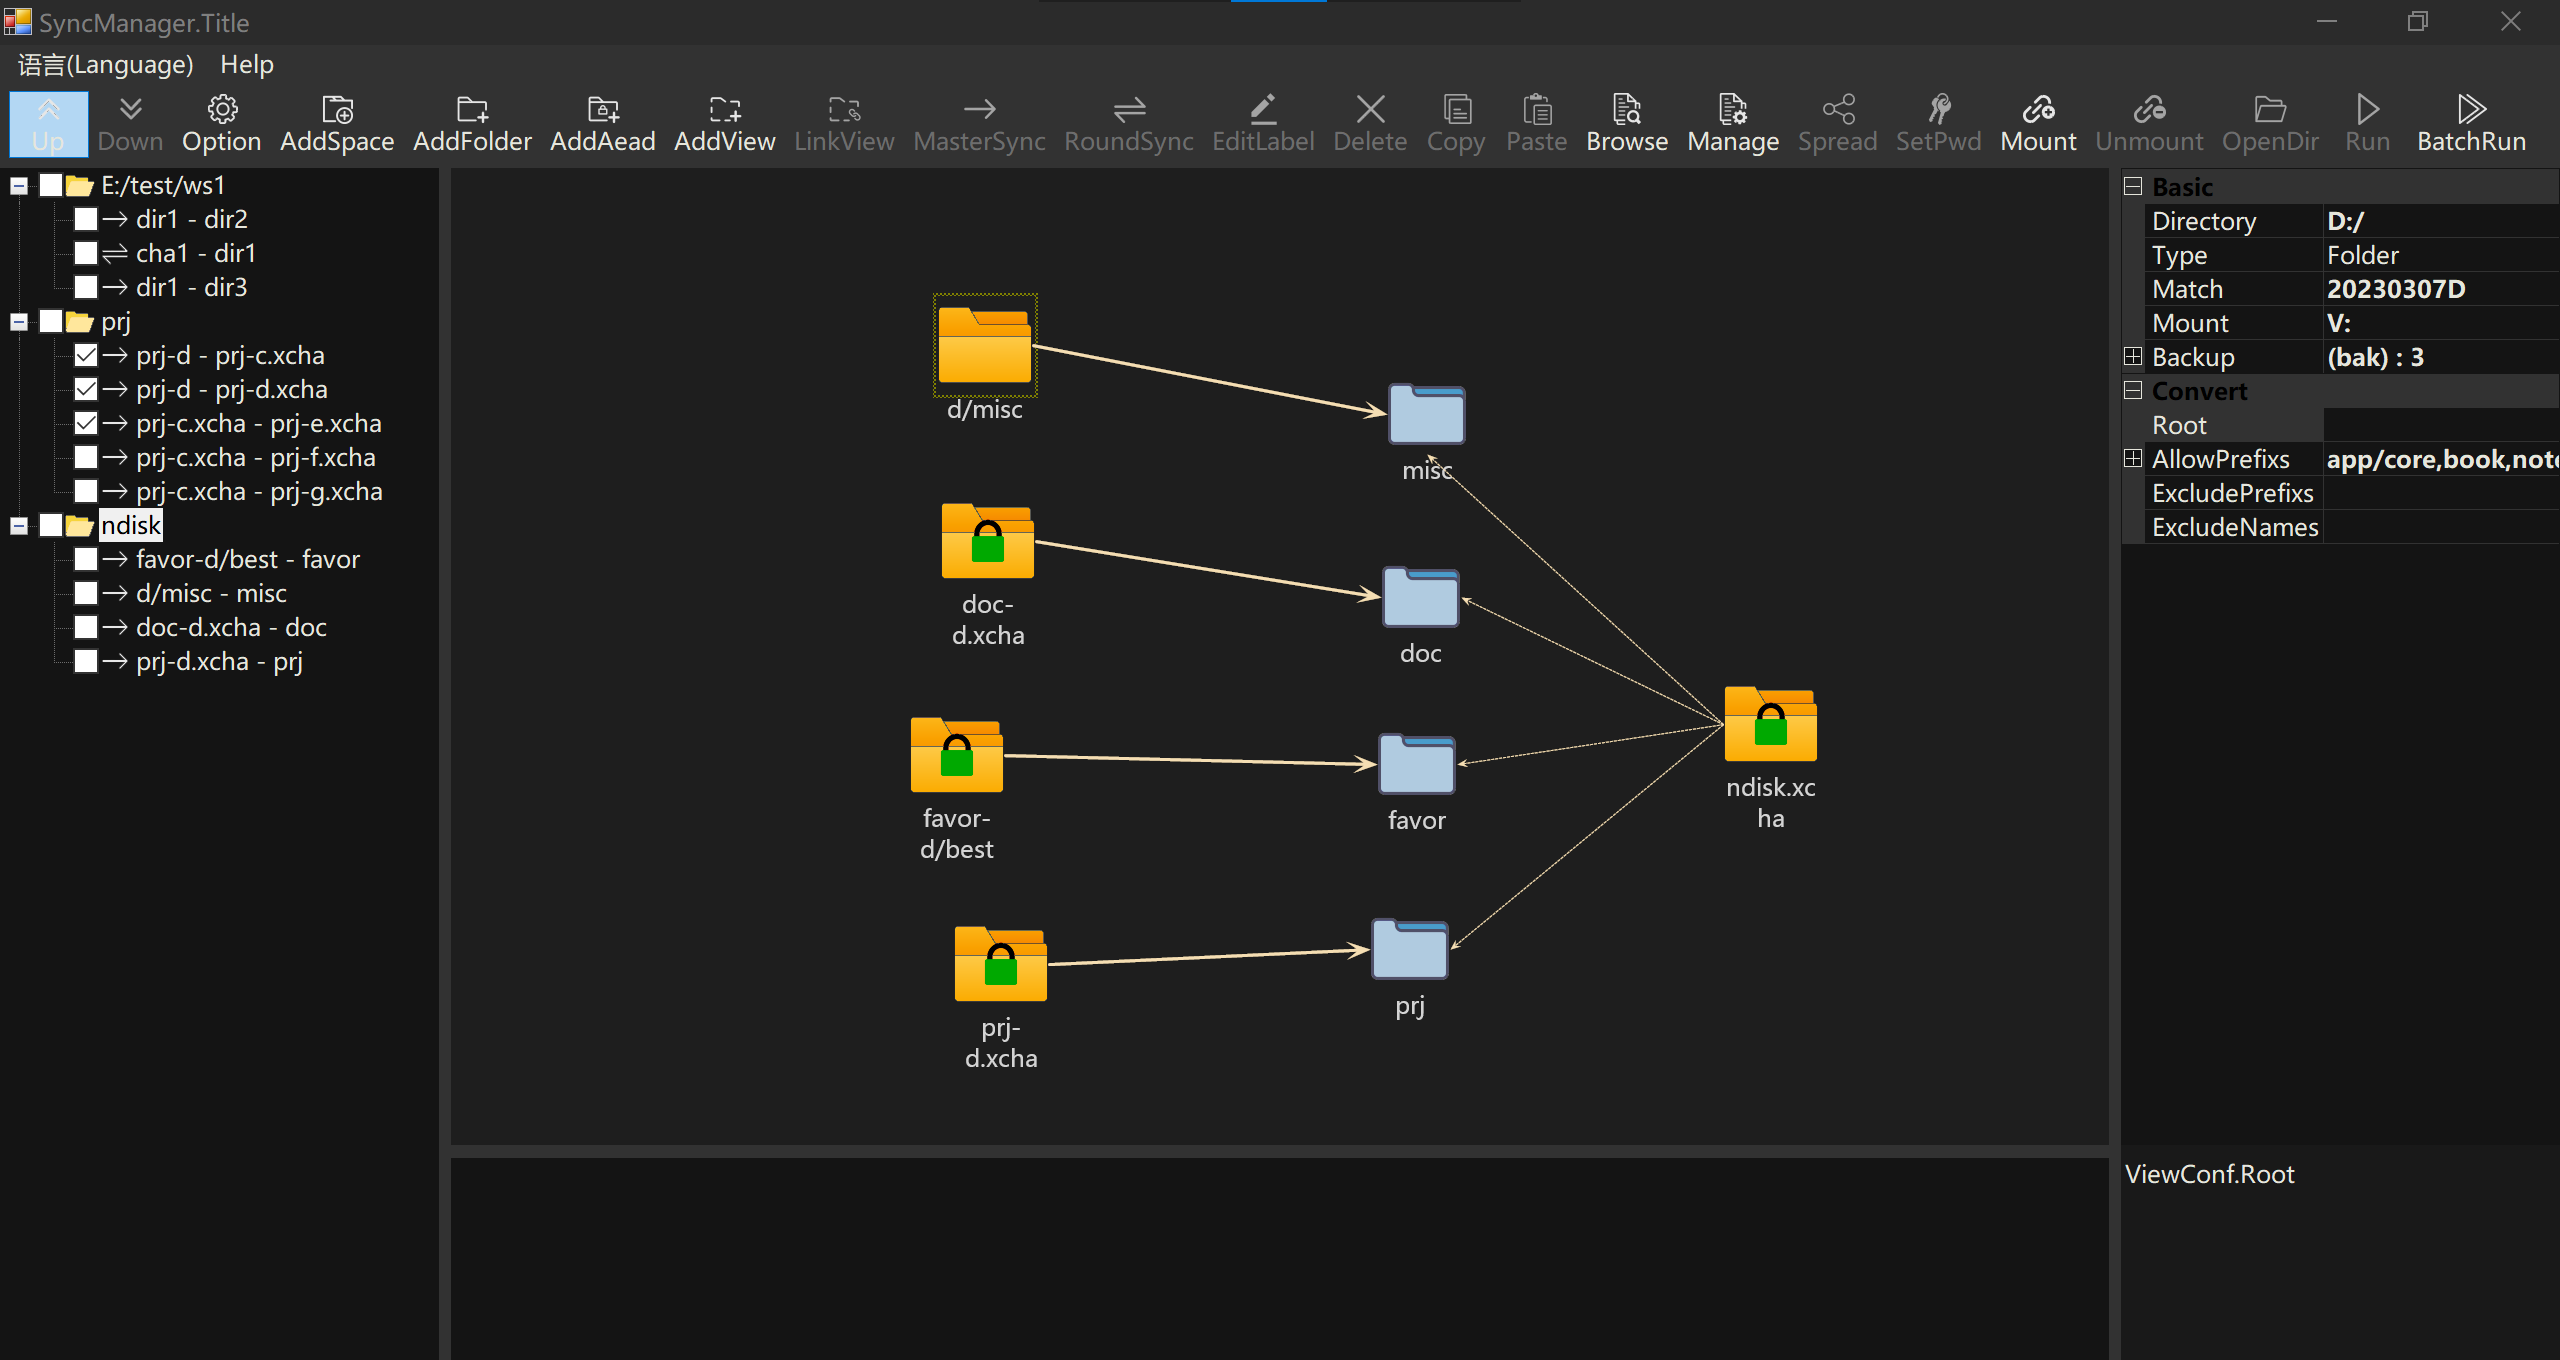 SyncManager.Title
语言(Language) Help
Up Down Option AddSpace AddFolder AddAead AddView LinkView MasterSync RoundSync EditLabel Delete Copy Paste Browse Manage Spread SetPwd Mount Unmount OpenDir Run BatchRun
E:/test/ws1
dir1 - dir2
cha1 - dir1
dir1 - dir3
prj
prj-d - prj-c.xcha
prj-d - prj-d.xcha
prj-c.xcha - prj-e.xcha
prj-c.xcha - prj-f.xcha
prj-c.xcha - prj-g.xcha
ndisk
favor-d/best - favor
d/misc - misc
doc-d.xcha - doc
prj-d.xcha - prj
d/misc
misc
doc-
d.xcha
doc
favor-
d/best
favor
ndisk.xc
ha
prj-
d.xcha
prj
Basic
Directory D:/
Type Folder
Match 20230307D
Mount V:
Backup (bak) : 3
Convert
Root
AllowPrefixs app/core,book,note
ExcludePrefixs
ExcludeNames
ViewConf.Root